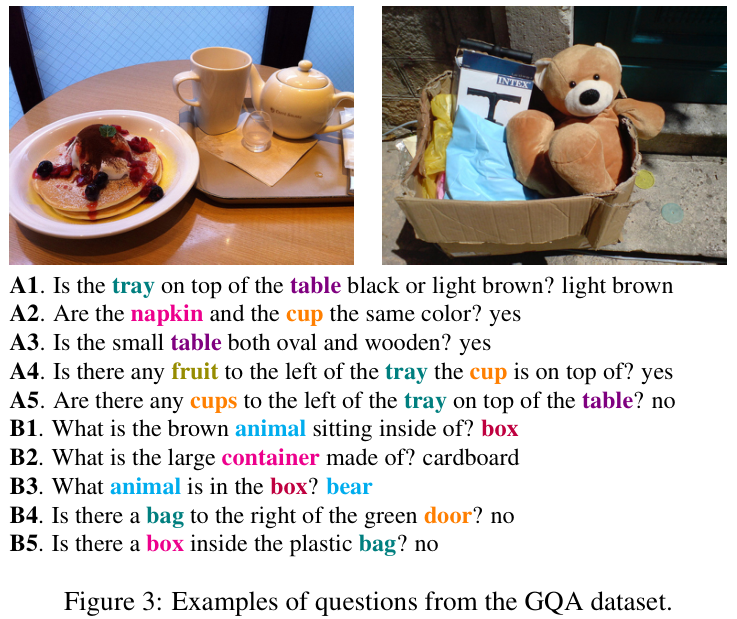 INTEX
A1. Is the tray on top of the table black or light brown? light brown
A2. Are the napkin and the cup the same color? yes
A3. Is the small table both oval and wooden? yes
A4. Is there any fruit to the left of the tray the cup is on top of? yes
A5. Are there any cups to the left of the tray on top of the table? no
B1. What is the brown animal sitting inside of? box
B2. What is the large container made of? cardboard
B3. What animal is in the box? bear
B4. Is there a bag to the right of the green door? no
B5. Is there a box inside the plastic bag? no
Figure 3: Examples of questions from the GQA dataset.